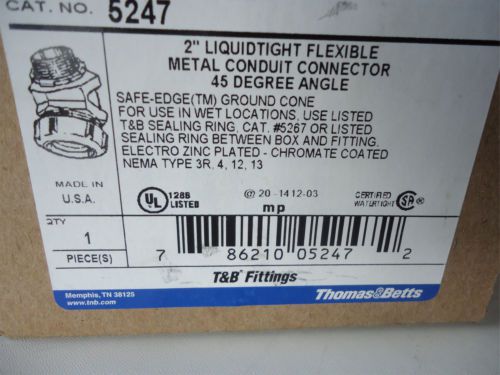 CAT. NO. 5247
2" LIQUIDTIGHT FLEXIBLE
METAL CONDUIT CONNECTOR
45 DEGREE ANGLE
SAFE-EDGE(TM) GROUND CONE
FOR USE IN WET LOCATIONS, USE LISTED
T&B SEALING RING, CAT. #5267 OR LISTED
SEALING RING BETWEEN BOX AND FITTING.
ELECTRO ZINC PLATED - CHROMATE COATED
NEMA TYPE 3R, 4, 12, 13
MADE IN
U.S.A.
UL
128B
LISTED
@ 20-1412-03
mp
CERTIFIED
WATERTIGHT
SA
QTY
1
PIECE(S)
7 86210 05247 2
T&B® Fittings
Memphis, TN 38125
www.tnb.com
Thomas&Betts